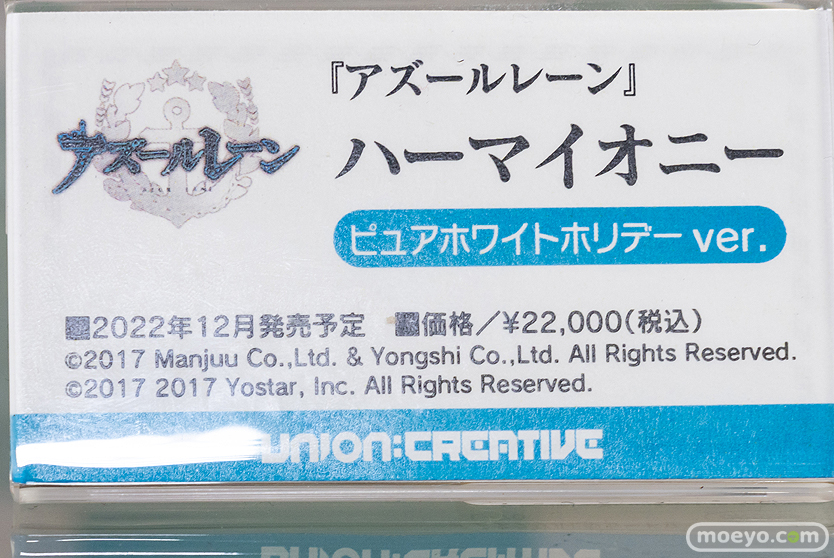 『アズールレーン』
アズールレーン
ハーマイオニー
ピュアホワイトホリデー ver.
■2022年12月発売予定 ■価格／¥22,000(税込)
©2017 Manjuu Co.,Ltd. & Yongshi Co.,Ltd. All Rights Reserved.
©2017 2017 Yostar, Inc. All Rights Reserved.
UNION:CREATIVE
moeyo.com